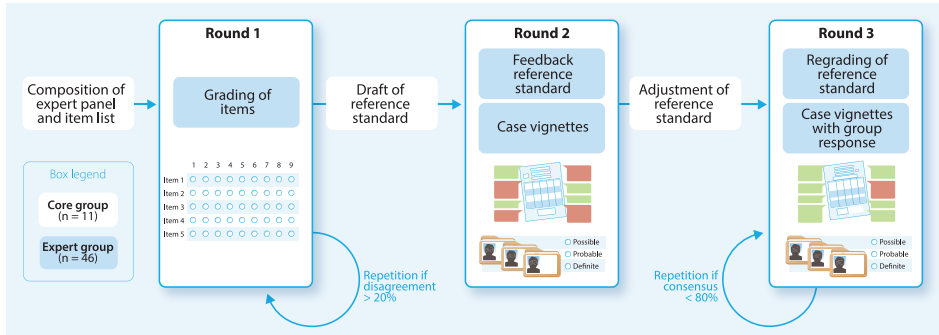 Composition of
expert panel
and item list
Box legend
Core group
(n = 11)
Expert group
(n = 46)
Round 1
Grading of
items
1 2 3 4 5 6 7 8 9
Item 1
Item 2
Item 3
Item 4
Item 5
Repetition if
disagreement
> 20%
Draft of
reference
standard
Round 2
Feedback
reference
standard
Case vignettes
Possible
Probable
Definite
Adjustment of
reference
standard
Round 3
Regrading of
reference
standard
Case vignettes
with group
response
Possible
Probable
Definite
Repetition if
consensus
< 80%